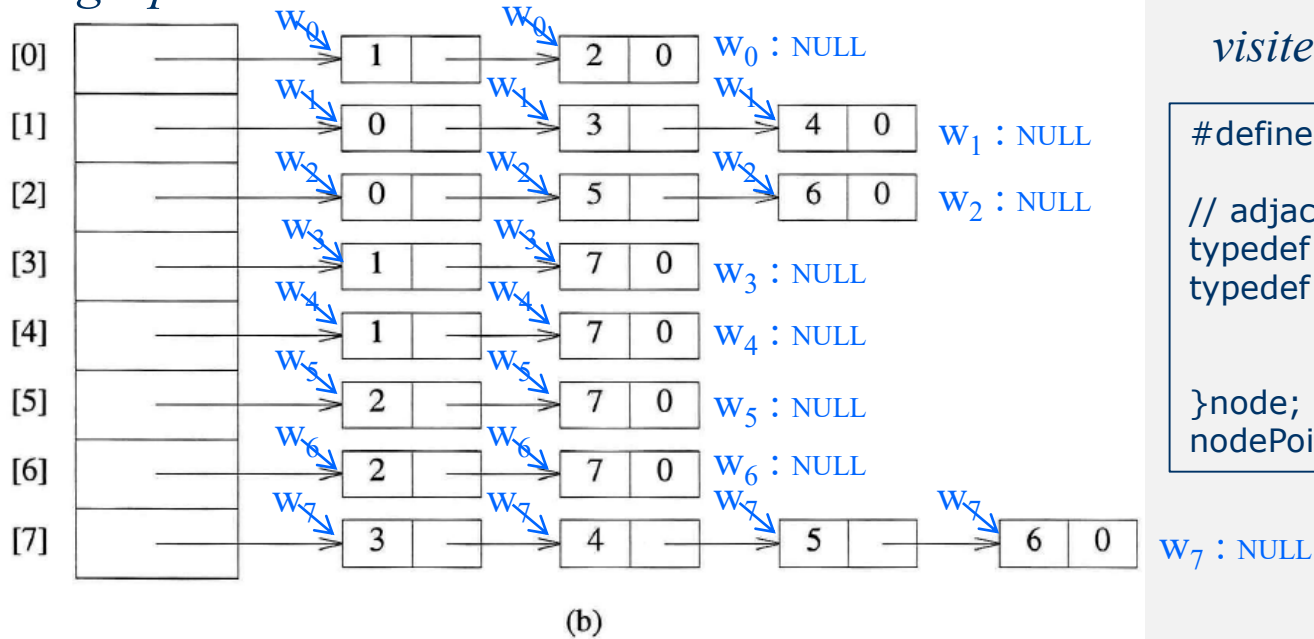 w0 w0
[0] 1 2 0 w0 : NULL
w1 w1 w1
[1] 0 3 4 0 w1 : NULL
w2 w2 w2
[2] 0 5 6 0 w2 : NULL
w3 w3
[3] 1 7 0 w3 : NULL
w4 w4
[4] 1 7 0 w4 : NULL
w5 w5
[5] 2 7 0 w5 : NULL
w6 w6
[6] 2 7 0 w6 : NULL
w7 w7 w7 w7
[7] 3 4 5 6 0 w7 : NULL
(b)
visite
#define
// adjac
typedef
typedef
}node;
nodePoi